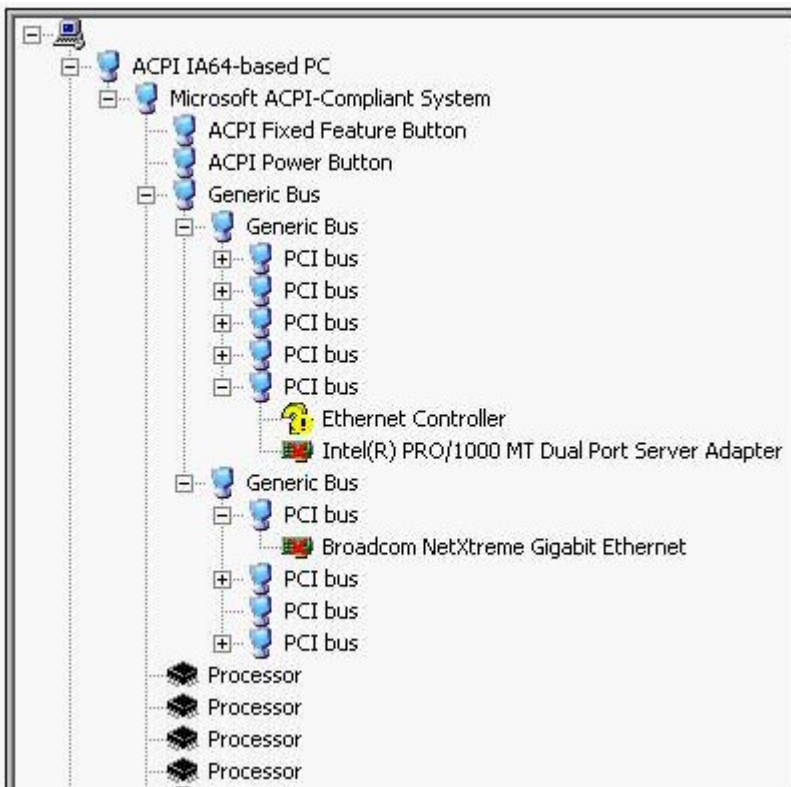 ACPI IA64-based PC
Microsoft ACPI-Compliant System
ACPI Fixed Feature Button
ACPI Power Button
Generic Bus
Generic Bus
PCI bus
PCI bus
PCI bus
PCI bus
PCI bus
Ethernet Controller
Intel(R) PRO/1000 MT Dual Port Server Adapter
Generic Bus
PCI bus
Broadcom NetXtreme Gigabit Ethernet
PCI bus
PCI bus
PCI bus
Processor
Processor
Processor
Processor